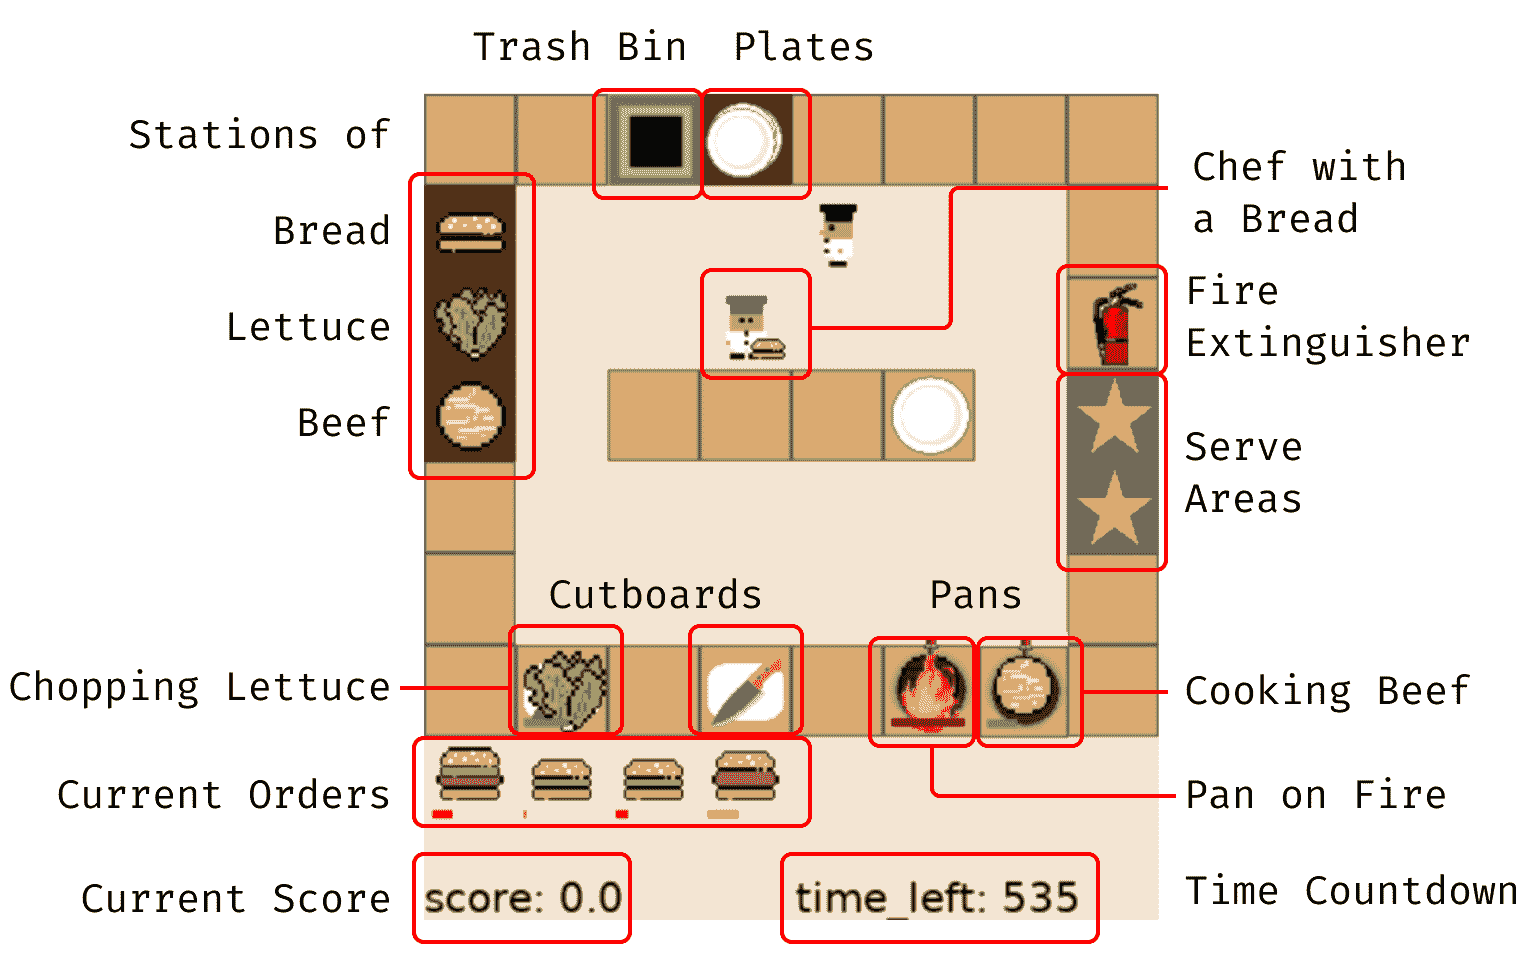 Trash Bin
Plates
Stations of
Chef with
a Bread
Bread
Fire
Extinguisher
Lettuce
Beef
Serve
Areas
Cutboards
Pans
Chopping Lettuce
Cooking Beef
Current Orders
Pan on Fire
Current Score
score: 0.0
time_left: 535
Time Countdown